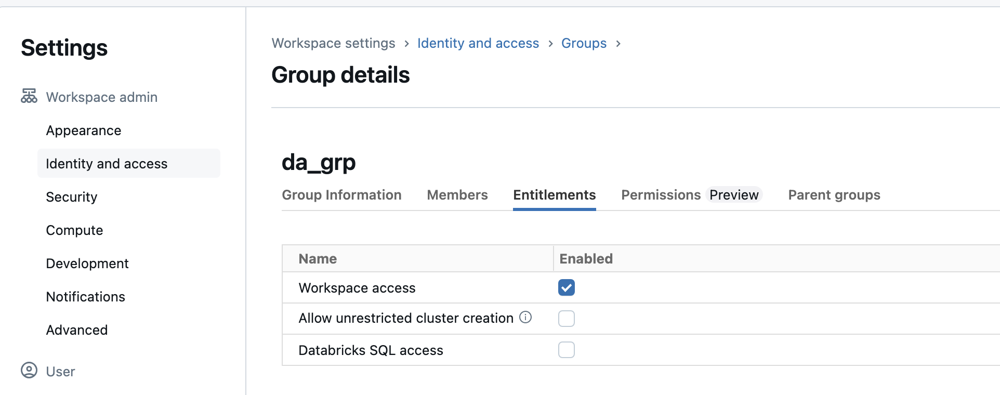 Settings
Workspace admin
Appearance
Identity and access
Security
Compute
Development
Notifications
Advanced
User
Workspace settings > Identity and access > Groups >
Group details
da_grp
Group Information Members Entitlements Permissions Preview Parent groups
Name Enabled
Workspace access
Allow unrestricted cluster creation
Databricks SQL access